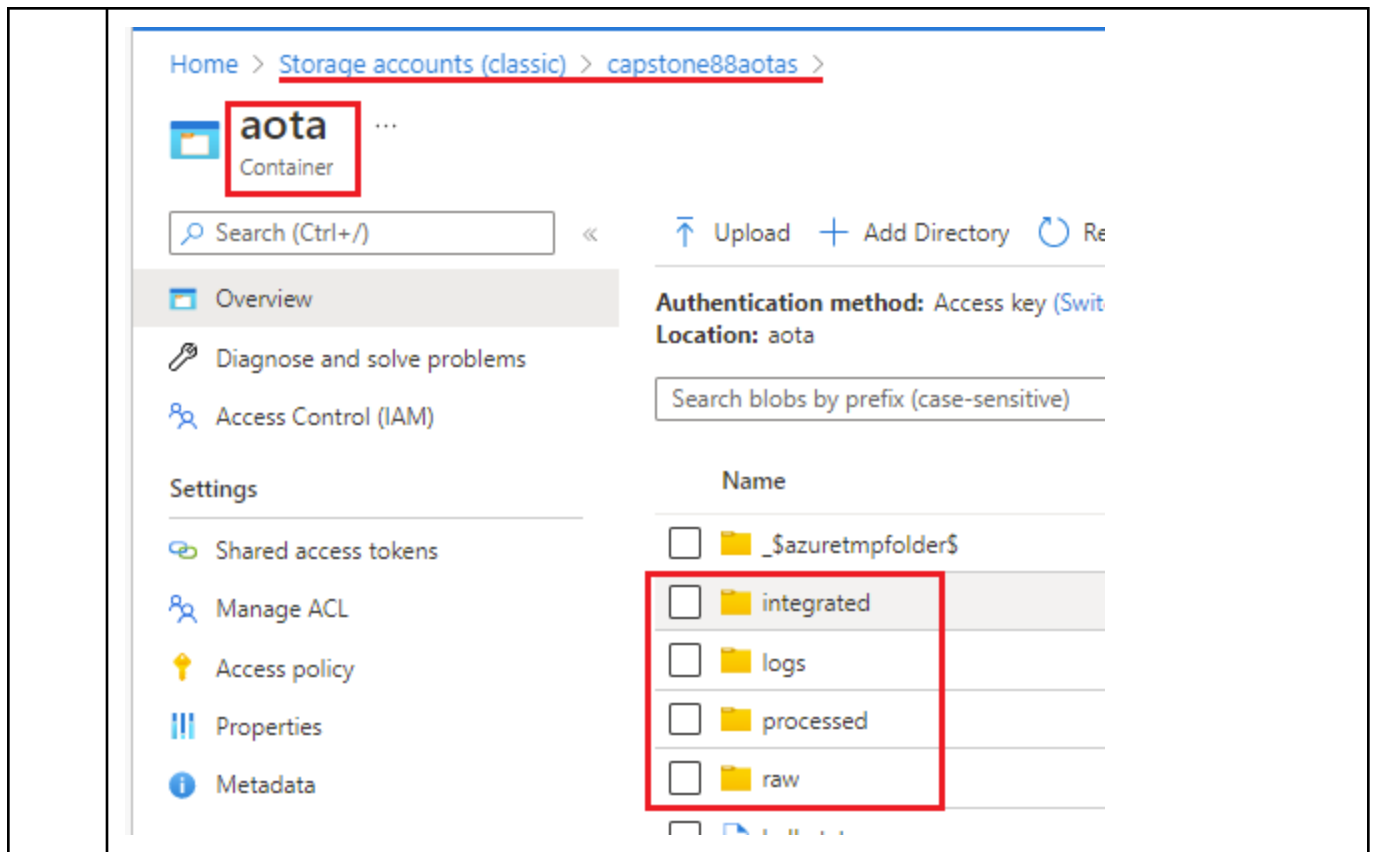 Home > Storage accounts (classic) > capstone88aotas >
aota ...
Container
Search (Ctrl+/) «
Upload + Add Directory Re
Overview
Authentication method: Access key (Swit
Location: aota
Diagnose and solve problems
Search blobs by prefix (case-sensitive)
Access Control (IAM)
Settings
Name
Shared access tokens
_$azuretmpfolder$
Manage ACL
integrated
Access policy
logs
Properties
processed
Metadata
raw